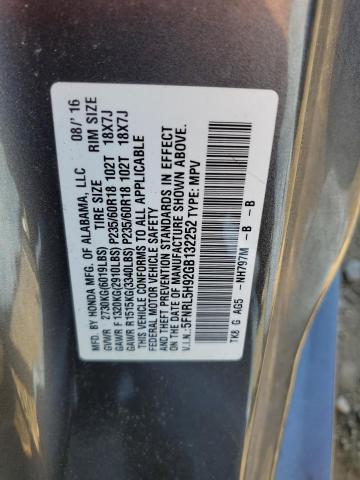 MFD. BY HONDA MFG. OF ALABAMA, LLC 08/'16
TIRE SIZE RIM SIZE
GVWR 2730KG(6019LBS)
GAWR F 1320KG(2910LBS) P235/60R18 102T 18X7J
GAWR R 1515KG(3340LBS) P235/60R18 102T 18X7J
THIS VEHICLE CONFORMS TO ALL APPLICABLE
FEDERAL MOTOR VEHICLE SAFETY
AND THEFT PREVENTION STANDARDS IN EFFECT
ON THE DATE OF MANUFACTURE SHOWN ABOVE.
V.I.N.:5FNRL5H92GB132252 TYPE: MPV
TK8 G AG5 -NH797M -B -B